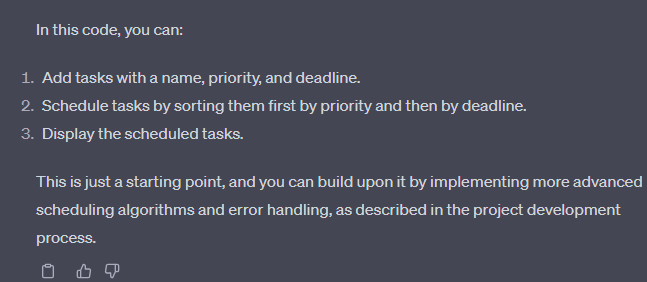 In this code, you can:
1. Add tasks with a name, priority, and deadline.
2. Schedule tasks by sorting them first by priority and then by deadline.
3. Display the scheduled tasks.
This is just a starting point, and you can build upon it by implementing more advanced
scheduling algorithms and error handling, as described in the project development
process.